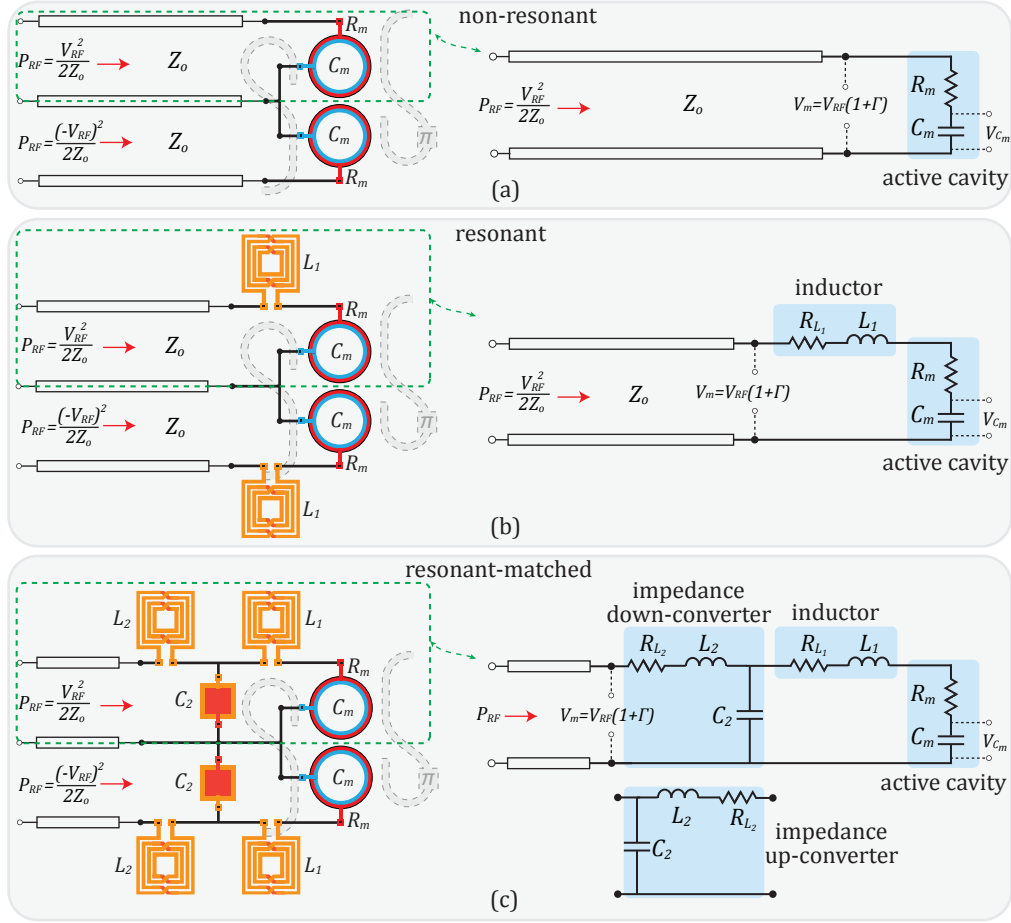 non-resonant
R_m
P_RF = V_RF^2 / 2Z_o
Z_o
C_m
P_RF = (-V_RF)^2 / 2Z_o
Z_o
C_m
π
R_m
P_RF = V_RF^2 / 2Z_o
Z_o
V_m=V_RF(1+Γ)
R_m
C_m
V_Cm
active cavity
(a)
resonant
L_1
R_m
P_RF = V_RF^2 / 2Z_o
Z_o
C_m
P_RF = (-V_RF)^2 / 2Z_o
Z_o
C_m
π
R_m
L_1
inductor
R_L1
L_1
P_RF = V_RF^2 / 2Z_o
Z_o
V_m=V_RF(1+Γ)
R_m
C_m
V_Cm
active cavity
(b)
resonant-matched
L_2
L_1
R_m
P_RF = V_RF^2 / 2Z_o
C_2
C_m
P_RF = (-V_RF)^2 / 2Z_o
C_2
C_m
π
R_m
L_2
L_1
impedance
down-converter
inductor
R_L2
L_2
R_L1
L_1
P_RF
V_m=V_RF(1+Γ)
C_2
R_m
C_m
V_Cm
active cavity
L_2
R_L2
C_2
impedance
up-converter
(c)